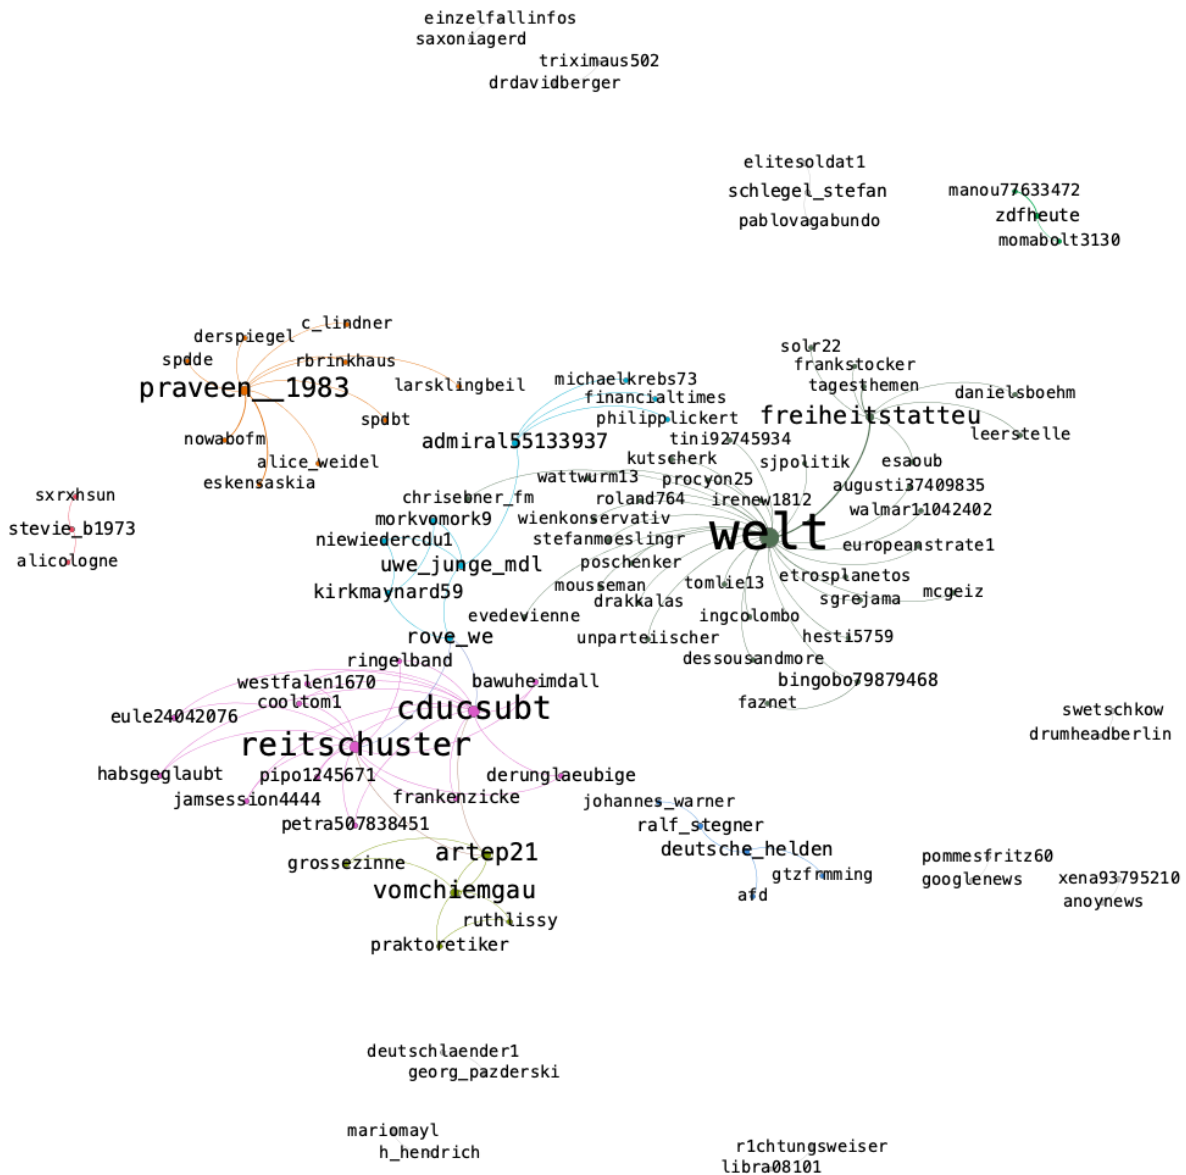 einzelfallinfos
saxoniagerd
triximaus502
drdavidberger
elitesoldat1
schlegel_stefan
pablovagabundo
manou77633472
zdfheute
momabolt3130
c_lindner
derspiegel
spdde
rbrinkhaus
praveen__1983
larsklingbeil
spdbt
nowabofm
alice_weidel
eskensaskia
michaelkrebs73
financialtimes
philipplickert
admiral55133937
solr22
frankstocker
tagesthemen
danielsboehm
freiheitstatteu
leerstelle
tini92745934
kutscherk
sjpolitik
esaoub
wattwurm13
procyon25
augusti37409835
chrisebner_fm
roland764
irenew1812
walmar11042402
sxrxhsun
stevie_b1973
alicologne
morkvomork9
wienkonservativ
welt
niewiedercdu1
stefanmoeslingr
europeanstrate1
uwe_junge_mdl
poschenker
etrosplanetos
mousseman
tomlie13
kirkmaynard59
drakkalas
sgrejama
mcgeiz
evedevienne
ingcolombo
rove_we
unparteiischer
hesti5759
ringelband
dessousandmore
westfalen1670
bawuheimdall
bingobo79879468
cooltom1
cducsubt
faznet
eule24042076
swetschkow
drumheadberlin
reitschuster
habsgeglaubt
pipo1245671
derunglaeubige
jamsession4444
frankenzicke
johannes_warner
petra507838451
ralf_stegner
artep21
deutsche_helden
grossezinne
pommesfritz60
gtzfrmming
googlenews
xena93795210
vomchiemgau
afd
anoynews
ruthlissy
praktoretiker
deutschlaender1
georg_pazderski
mariomayl
h_hendrich
r1chtungsweiser
libra08101